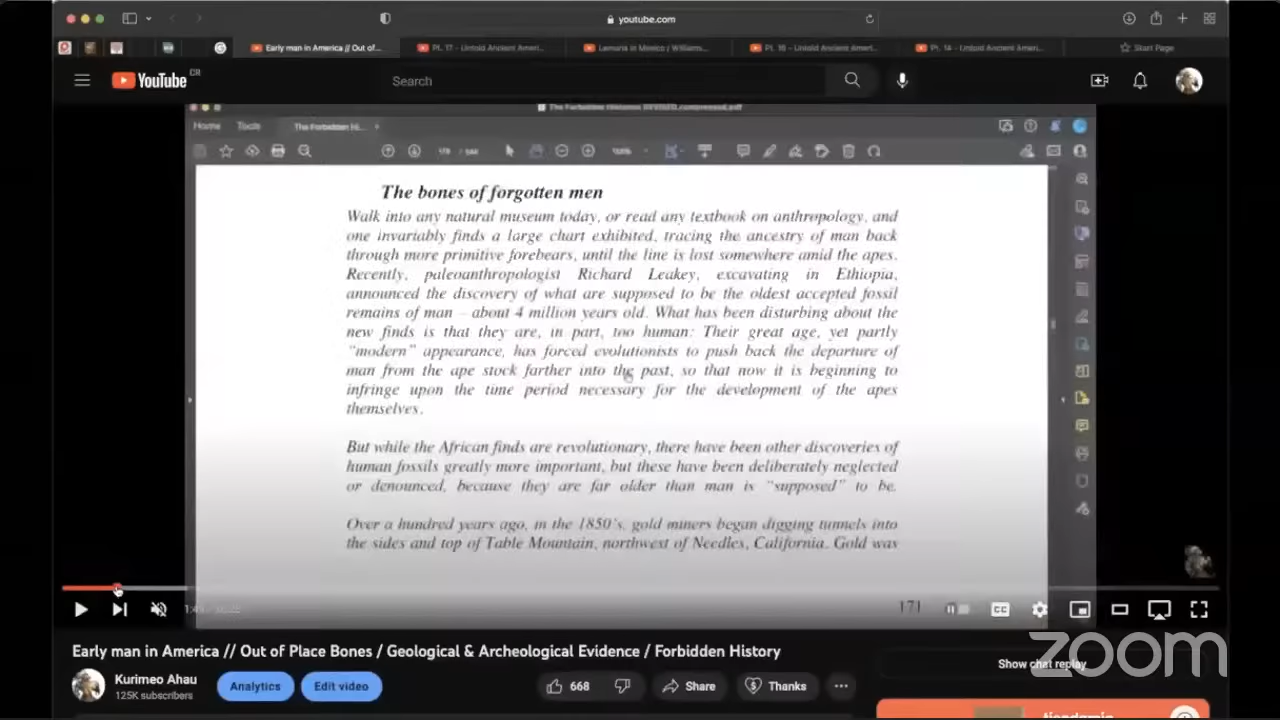 youtube.com
Early man in America // Out of...
Pt. 17 - Untold Ancient Ameri...
Lemuria in Mexico / Williams...
Pt. 16 - Untold Ancient Ameri...
Pt. 14 - Untold Ancient Ameri...
Start Page
YouTube CR
Search
Home
Tools
The Forbidden Hi...
The bones of forgotten men
Walk into any natural museum today, or read any textbook on anthropology, and
one invariably finds a large chart exhibited, tracing the ancestry of man back
through more primitive forebears, until the line is lost somewhere amid the apes.
Recently, paleoanthropologist Richard Leakey, excavating in Ethiopia,
announced the discovery of what are supposed to be the oldest accepted fossil
remains of man – about 4 million years old. What has been disturbing about the
new finds is that they are, in part, too human: Their great age, yet partly
"modern" appearance, has forced evolutionists to push back the departure of
man from the ape stock farther into the past, so that now it is beginning to
infringe upon the time period necessary for the development of the apes
themselves.
But while the African finds are revolutionary, there have been other discoveries of
human fossils greatly more important, but these have been deliberately neglected
or denounced, because they are far older than man is "supposed" to be.
Over a hundred years ago, in the 1850's, gold miners began digging tunnels into
the sides and top of Table Mountain, northwest of Needles, California. Gold was
171
CC
zoom
Early man in America // Out of Place Bones / Geological & Archeological Evidence / Forbidden History
Show chat replay
Kurimeo Ahau
125K subscribers
Analytics
Edit video
668
Share
Thanks